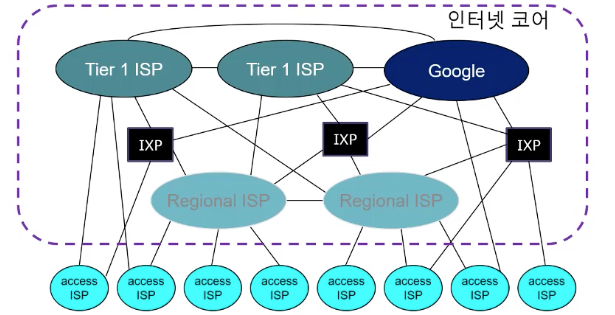 인터넷 코어
Tier 1 ISP
Tier 1 ISP
Google
IXP
IXP
IXP
Regional ISP
Regional ISP
access
ISP
access
ISP
access
ISP
access
ISP
access
ISP
access
ISP
access
ISP
access
ISP